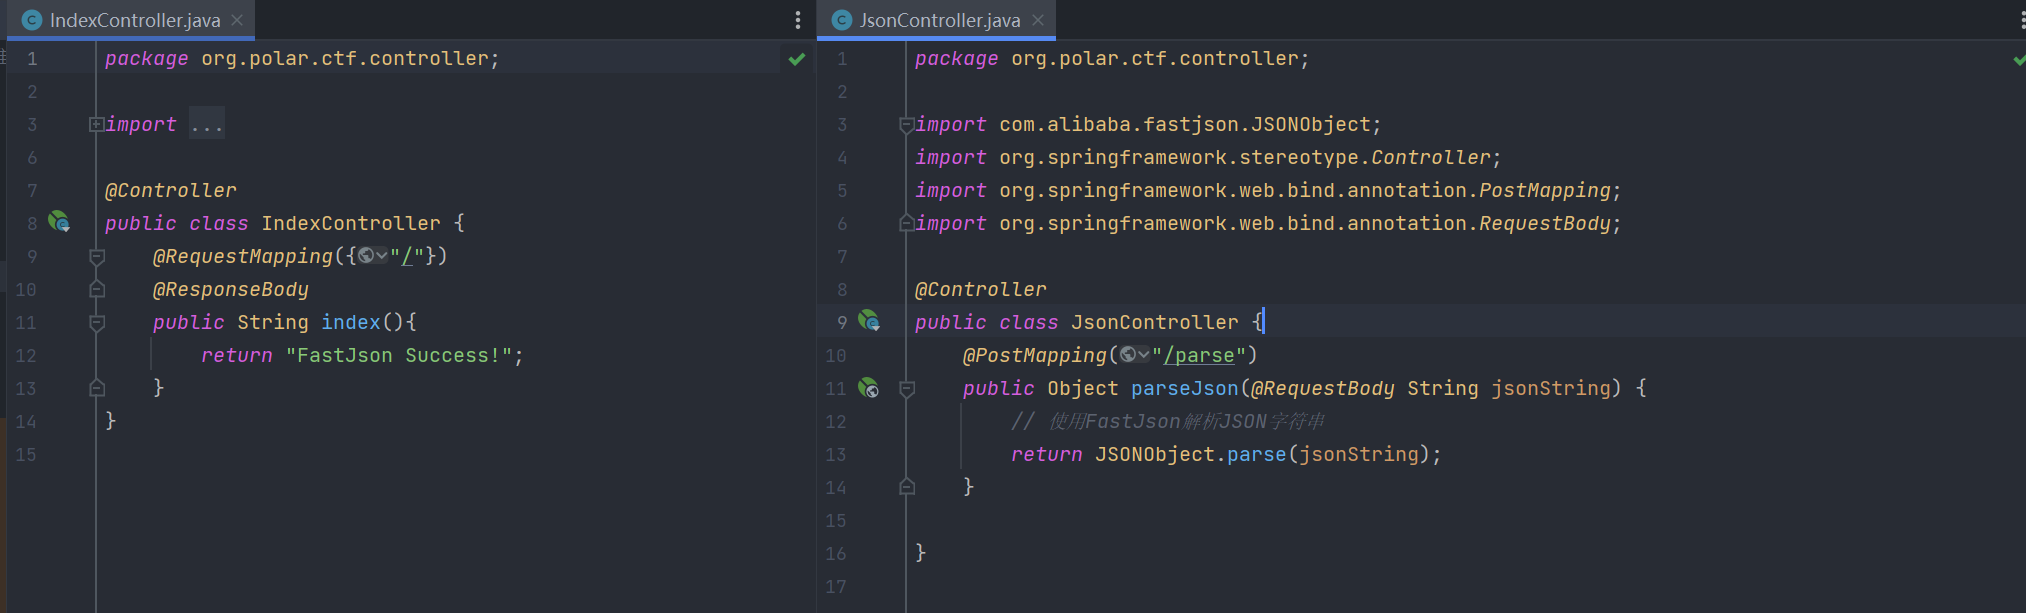 IndexController.java
1 package org.polar.ctf.controller;
2
3 import ...
6
7 @Controller
8 public class IndexController {
9 @RequestMapping({"/"})
10 @ResponseBody
11 public String index(){
12 return "FastJson Success!";
13 }
14 }
15
JsonController.java
1 package org.polar.ctf.controller;
2
3 import com.alibaba.fastjson.JSONObject;
4 import org.springframework.stereotype.Controller;
5 import org.springframework.web.bind.annotation.PostMapping;
6 import org.springframework.web.bind.annotation.RequestBody;
7
8 @Controller
9 public class JsonController {
10 @PostMapping("/parse")
11 public Object parseJson(@RequestBody String jsonString) {
12 // 使用FastJson解析JSON字符串
13 return JSONObject.parse(jsonString);
14 }
15
16 }
17